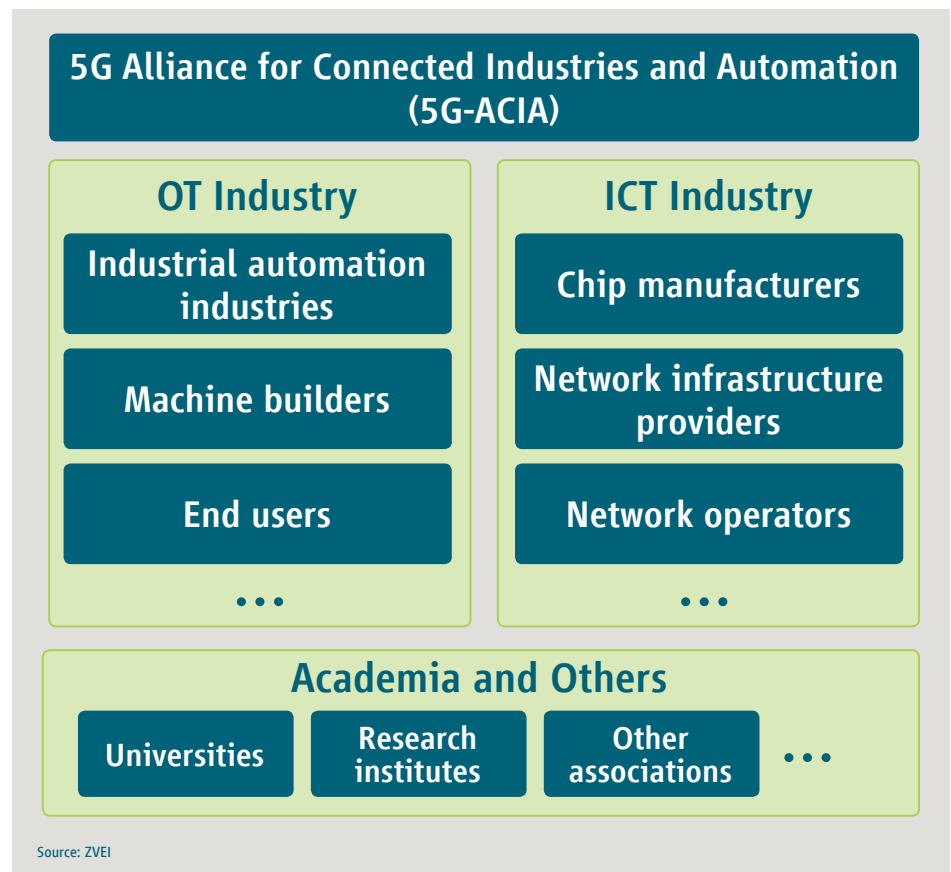 5G Alliance for Connected Industries and Automation
(5G-ACIA)
OT Industry
Industrial automation
industries
Machine builders
End users
...
ICT Industry
Chip manufacturers
Network infrastructure
providers
Network operators
...
Academia and Others
Universities
Research
institutes
Other
associations
...
Source: ZVEI